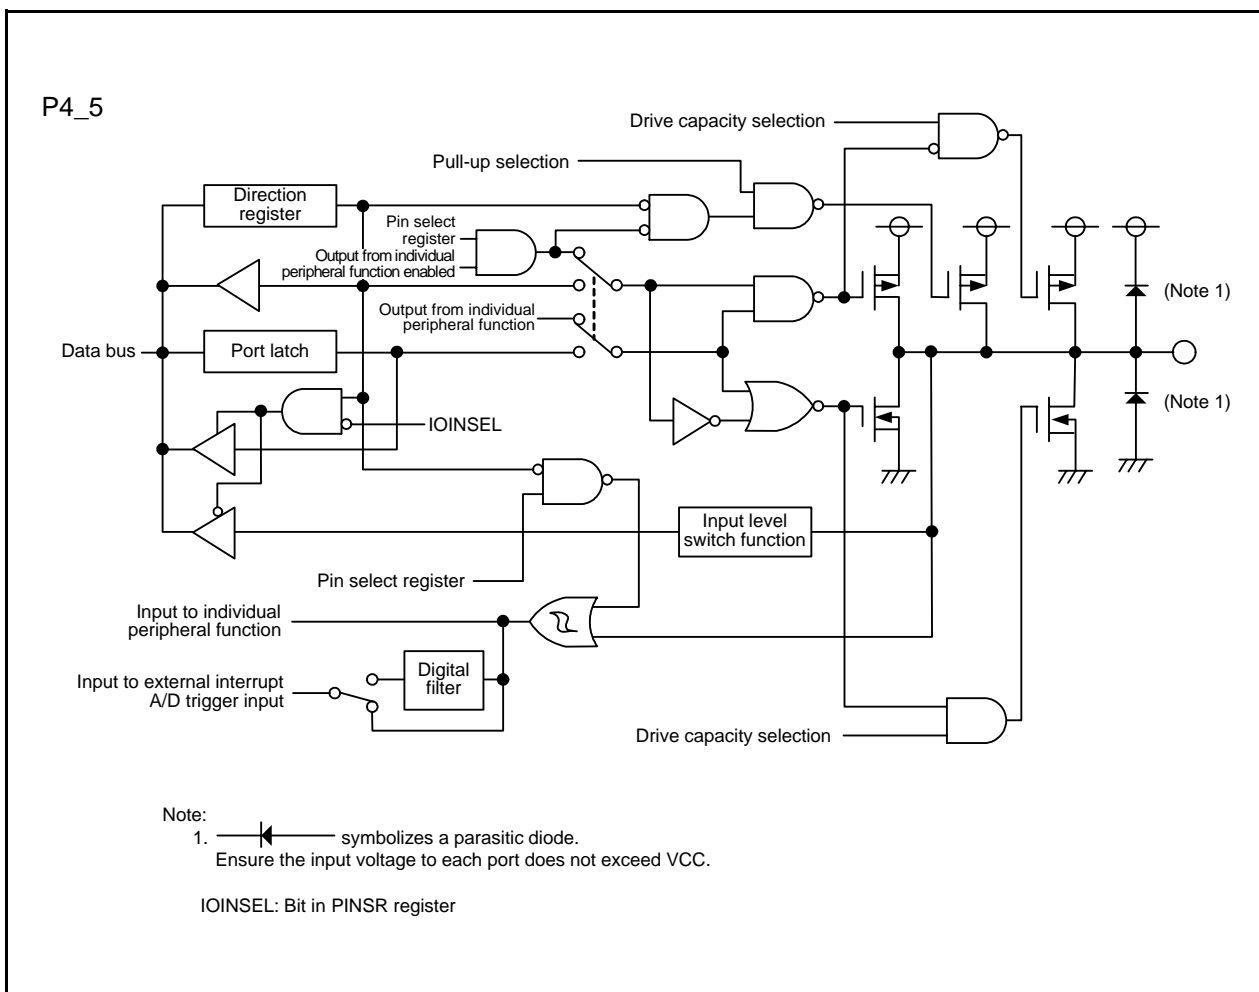 P4_5
Drive capacity selection
Pull-up selection
Direction
register
Pin select
register
Output from individual
peripheral function enabled
(Note 1)
Output from individual
peripheral function
Data bus
Port latch
(Note 1)
IOINSEL
Input level
switch function
Pin select register
Input to individual
peripheral function
Digital
filter
Input to external interrupt
A/D trigger input
Drive capacity selection
Note:
1. symbolizes a parasitic diode.
Ensure the input voltage to each port does not exceed VCC.
IOINSEL: Bit in PINSR register